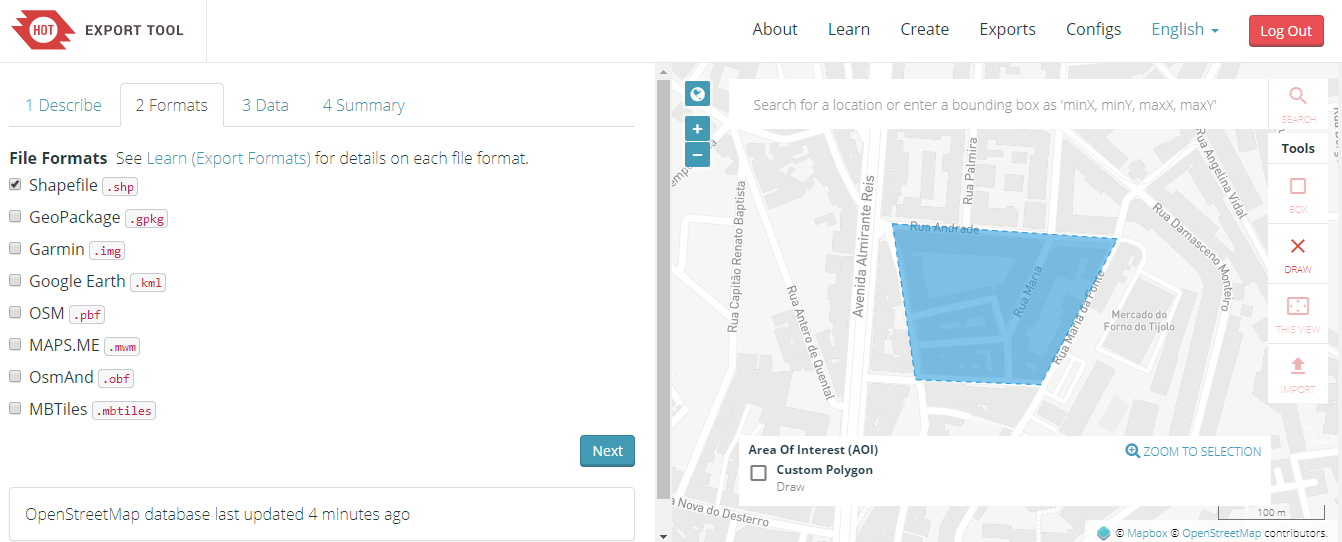 HOT EXPORT TOOL
About Learn Create Exports Configs English Log Out
1 Describe 2 Formats 3 Data 4 Summary
File Formats See Learn (Export Formats) for details on each file format.
Shapefile .shp
GeoPackage .gpkg
Garmin .img
Google Earth .kml
OSM .pbf
MAPS.ME .mwm
OsmAnd .obf
MBTiles .mbtiles
Next
OpenStreetMap database last updated 4 minutes ago
+
−
Search for a location or enter a bounding box as 'minX, minY, maxX, maxY'
SEARCH
Tools
BOX
DRAW
THIS VIEW
IMPORT
Rua Palmira
Rua Angelina Vidal
Rua Damasceno Monteiro
Rua Capitão Renato Baptista
Avenida Almirante Reis
Rua Andrade
Rua Maria
Rua Maria da Fonte
Rua Antero de Quental
Mercado do
Forno do Tijolo
Area Of Interest (AOI)
ZOOM TO SELECTION
Custom Polygon
Draw
a Nova do Desterro
100 m
© Mapbox © OpenStreetMap contributors.